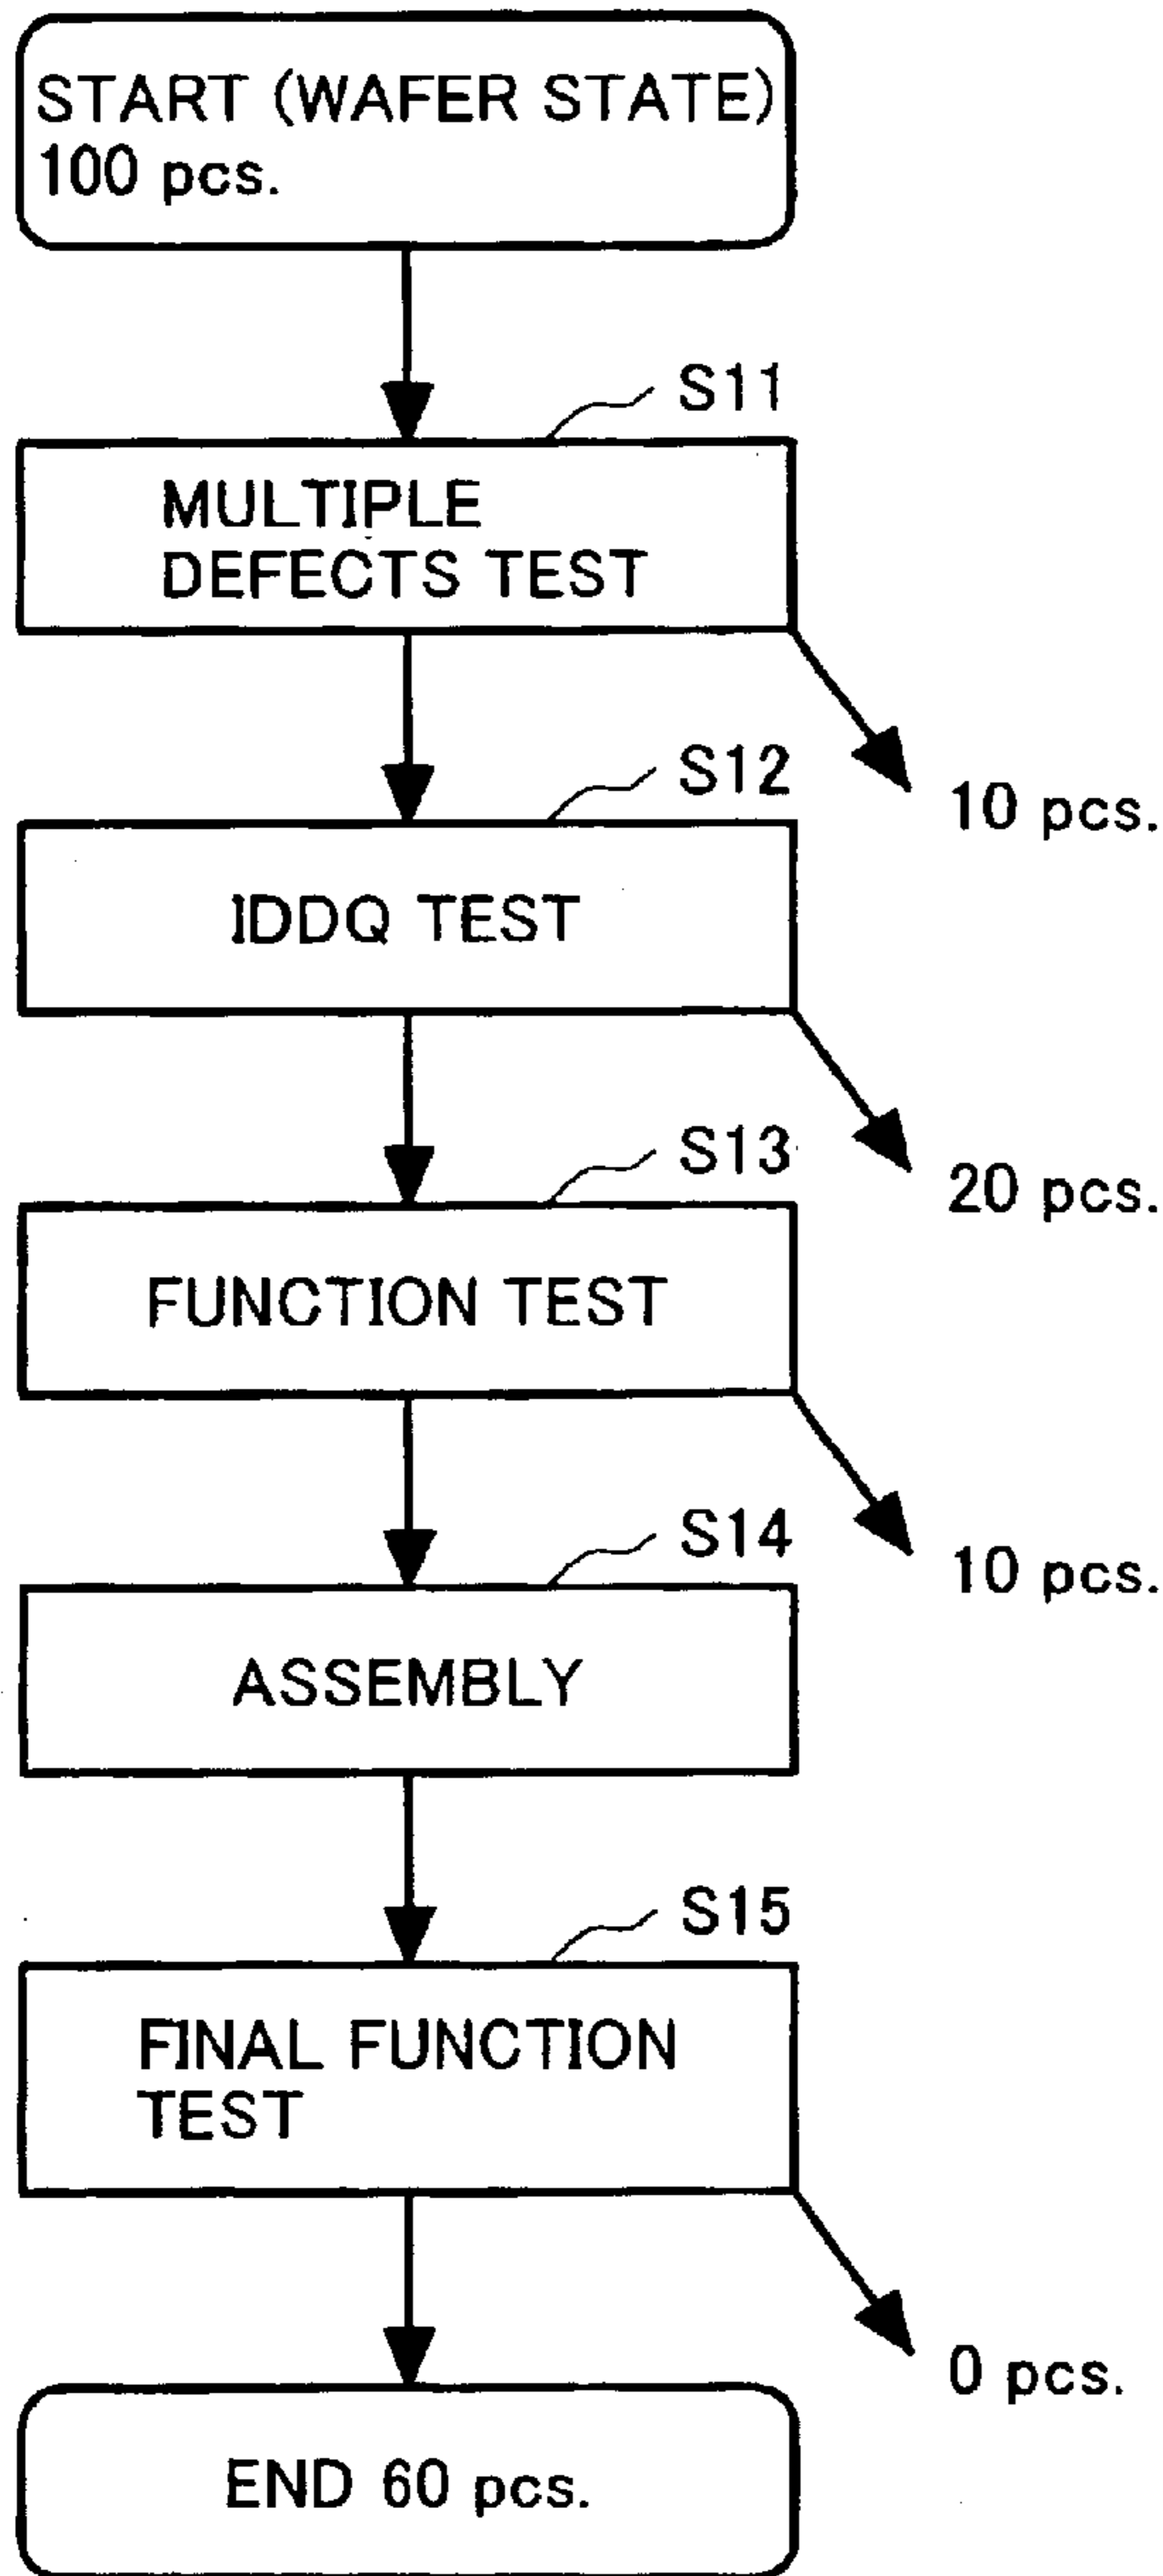 START (WAFER STATE)
100 pcs.
S11
MULTIPLE
DEFECTS TEST
10 pcs.
S12
IDDQ TEST
20 pcs.
S13
FUNCTION TEST
10 pcs.
S14
ASSEMBLY
S15
FINAL FUNCTION
TEST
0 pcs.
END 60 pcs.